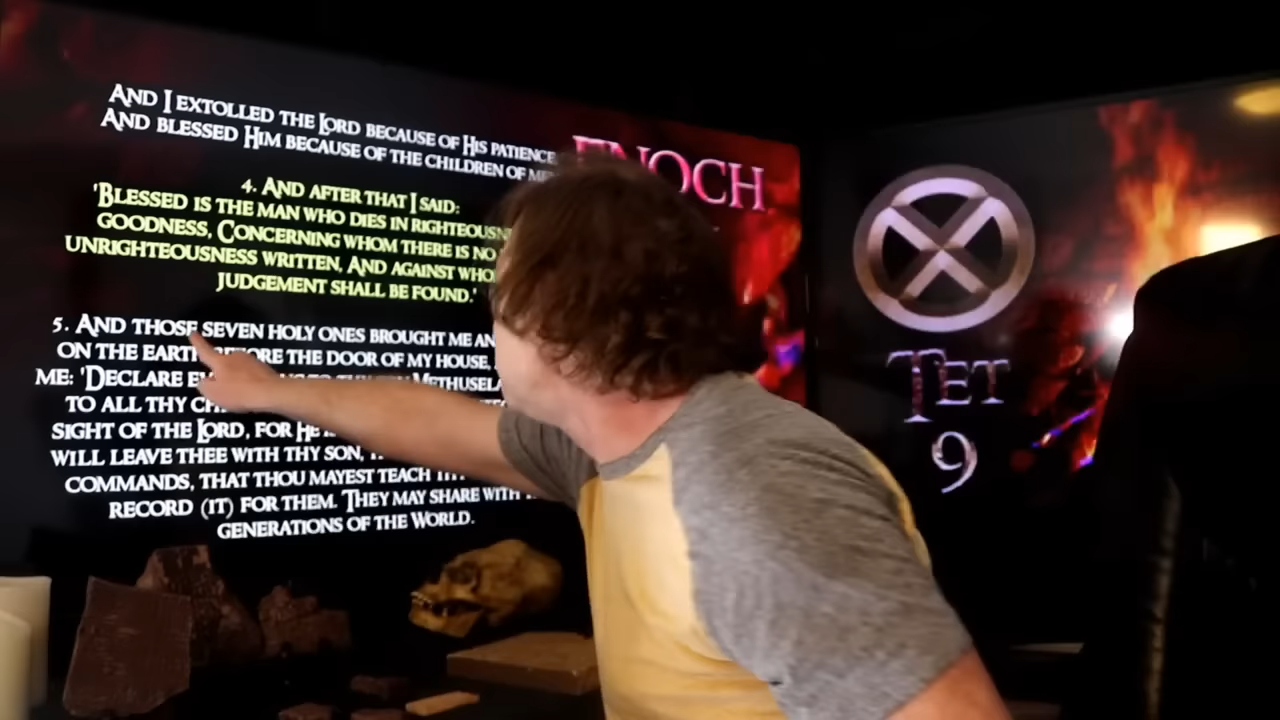 And I extolled the Lord because of His patience
And blessed Him because of the children of
ENOCH
4. And after that I said:
'Blessed is the man who dies in
goodness, Concerning whom there is no
unrighteousness written, And against
judgement shall be found.'
5. And those seven holy ones brought me
on the earth before the door of my house,
me: 'Declare
to all thy
sight of the Lord, for He
will leave thee with thy son,
commands, that thou mayest teach
record (it) for them. They may share with
generations of the World.
Tet
9